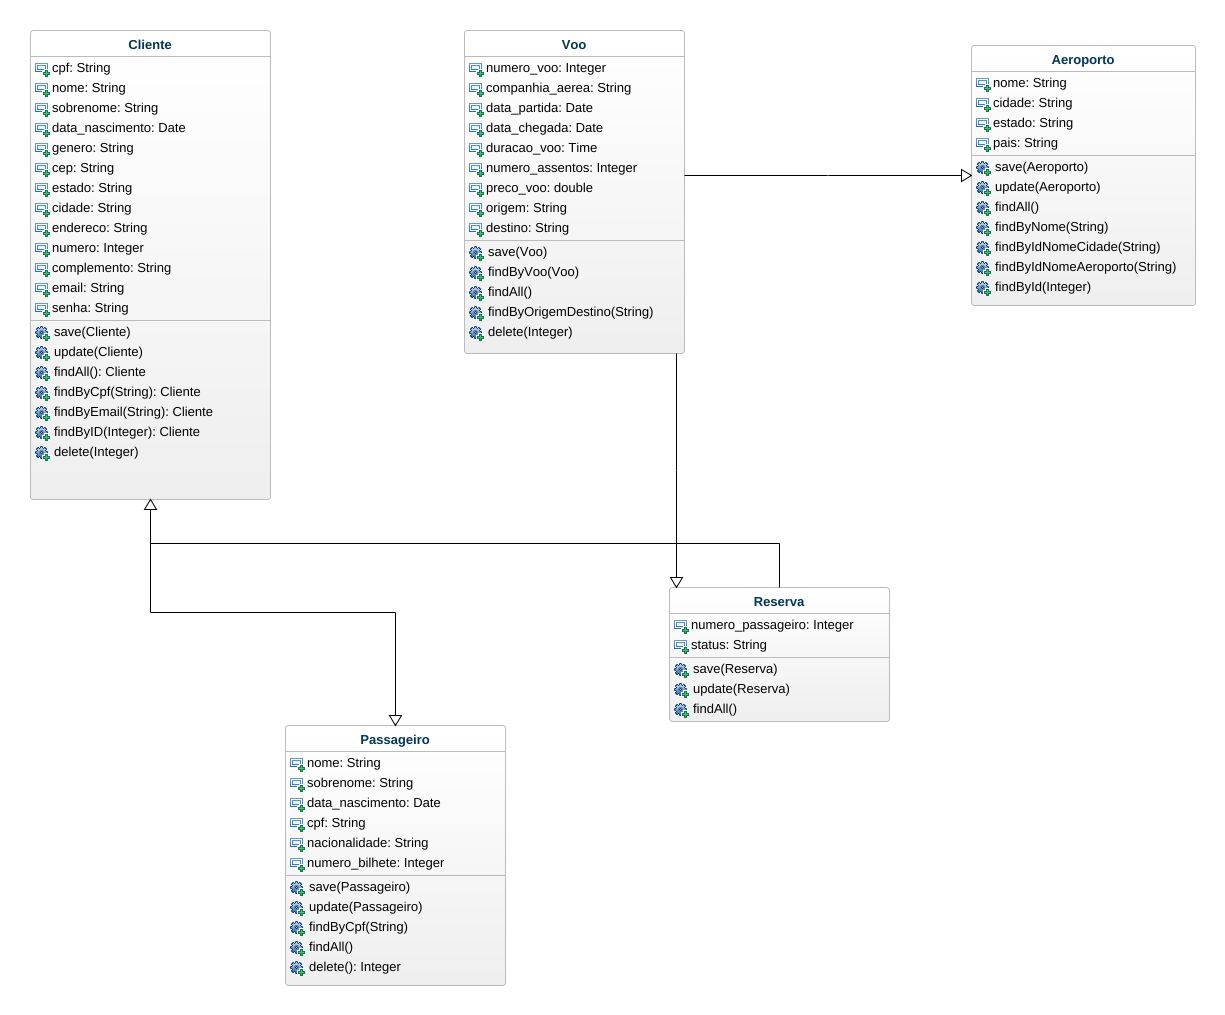 Cliente
cpf: String
nome: String
sobrenome: String
data_nascimento: Date
genero: String
cep: String
estado: String
cidade: String
endereco: String
numero: Integer
complemento: String
email: String
senha: String
save(Cliente)
update(Cliente)
findAll(): Cliente
findByCpf(String): Cliente
findByEmail(String): Cliente
findByID(Integer): Cliente
delete(Integer)
Voo
numero_voo: Integer
companhia_aerea: String
data_partida: Date
data_chegada: Date
duracao_voo: Time
numero_assentos: Integer
preco_voo: double
origem: String
destino: String
save(Voo)
findByVoo(Voo)
findAll()
findByOrigemDestino(String)
delete(Integer)
Aeroporto
nome: String
cidade: String
estado: String
pais: String
save(Aeroporto)
update(Aeroporto)
findAll()
findByNome(String)
findByIdNomeCidade(String)
findByIdNomeAeroporto(String)
findById(Integer)
Reserva
numero_passageiro: Integer
status: String
save(Reserva)
update(Reserva)
findAll()
Passageiro
nome: String
sobrenome: String
data_nascimento: Date
cpf: String
nacionalidade: String
numero_bilhete: Integer
save(Passageiro)
update(Passageiro)
findByCpf(String)
findAll()
delete(): Integer